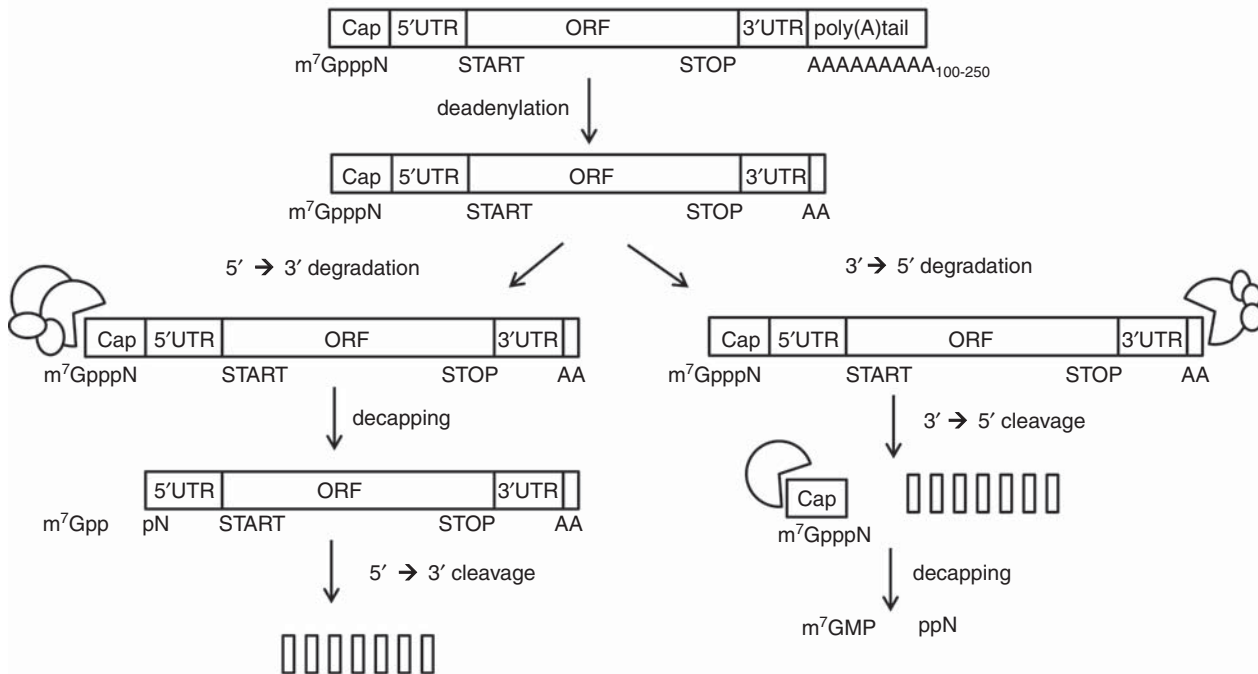 Cap 5′UTR ORF 3′UTR poly(A)tail
m⁷GpppN START STOP AAAAAAAAA₁₀₀₋₂₅₀
deadenylation
Cap 5′UTR ORF 3′UTR
m⁷GpppN START STOP AA
5′ → 3′ degradation
Cap 5′UTR ORF 3′UTR
m⁷GpppN START STOP AA
decapping
5′UTR ORF 3′UTR
m⁷Gpp pN START STOP AA
5′ → 3′ cleavage
3′ → 5′ degradation
Cap 5′UTR ORF 3′UTR
m⁷GpppN START STOP AA
3′ → 5′ cleavage
Cap
m⁷GpppN
decapping
m⁷GMP ppN